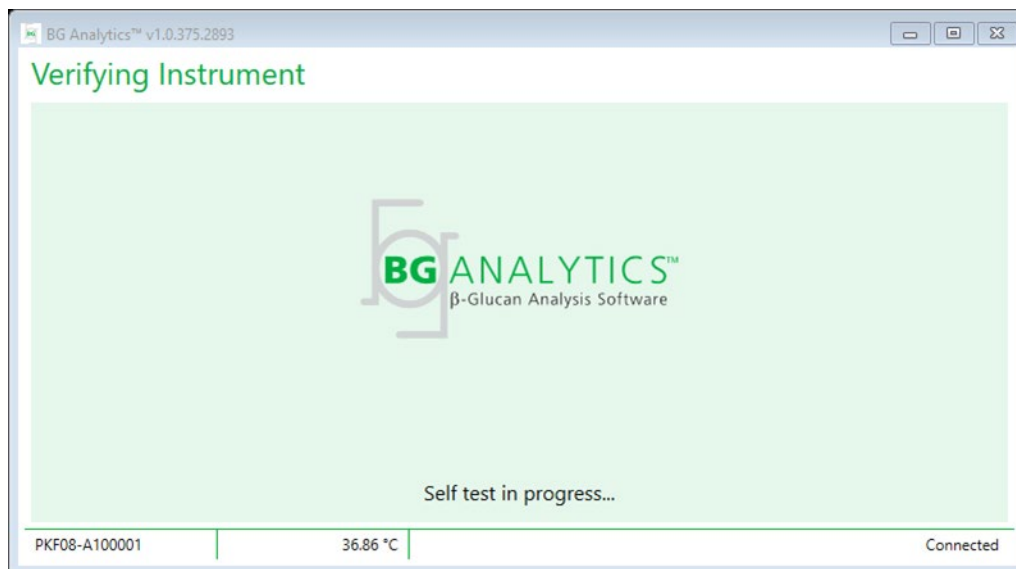 BG Analytics™ v1.0.375.2893
Verifying Instrument
BG ANALYTICS™
β-Glucan Analysis Software
Self test in progress...
PKF08-A100001 36.86 °C Connected